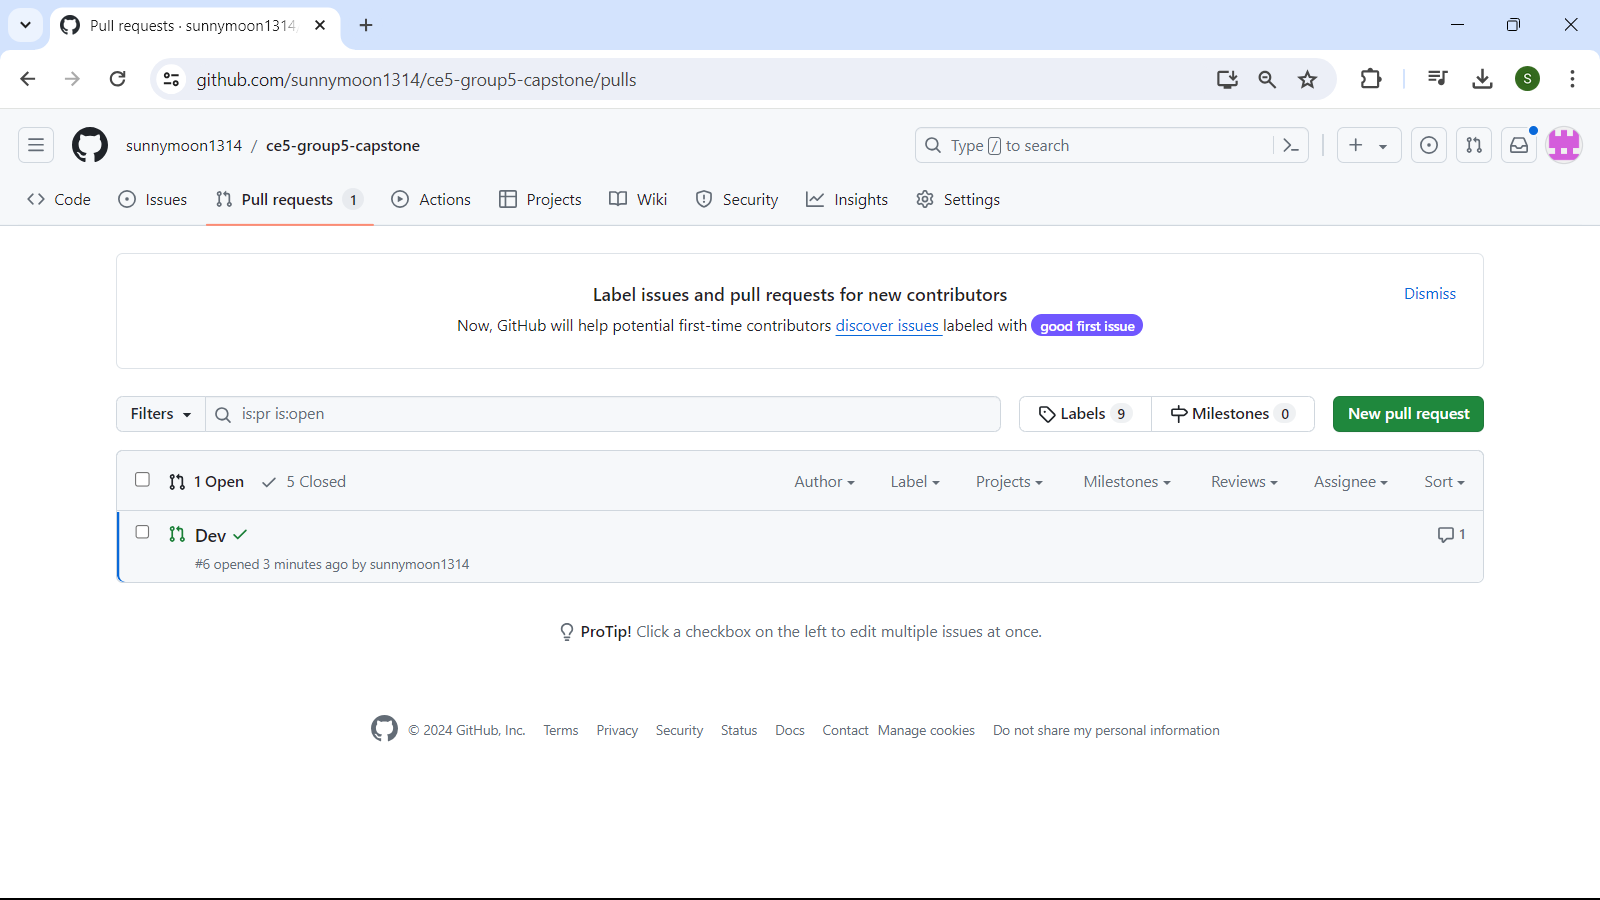 Pull requests · sunnymoon1314/
github.com/sunnymoon1314/ce5-group5-capstone/pulls
S
sunnymoon1314 / ce5-group5-capstone
Type / to search
Code Issues Pull requests 1 Actions Projects Wiki Security Insights Settings
Label issues and pull requests for new contributors
Dismiss
Now, GitHub will help potential first-time contributors discover issues labeled with good first issue
Filters is:pr is:open Labels 9 Milestones 0 New pull request
1 Open 5 Closed Author Label Projects Milestones Reviews Assignee Sort
Dev 1
#6 opened 3 minutes ago by sunnymoon1314
ProTip! Click a checkbox on the left to edit multiple issues at once.
© 2024 GitHub, Inc. Terms Privacy Security Status Docs Contact Manage cookies Do not share my personal information